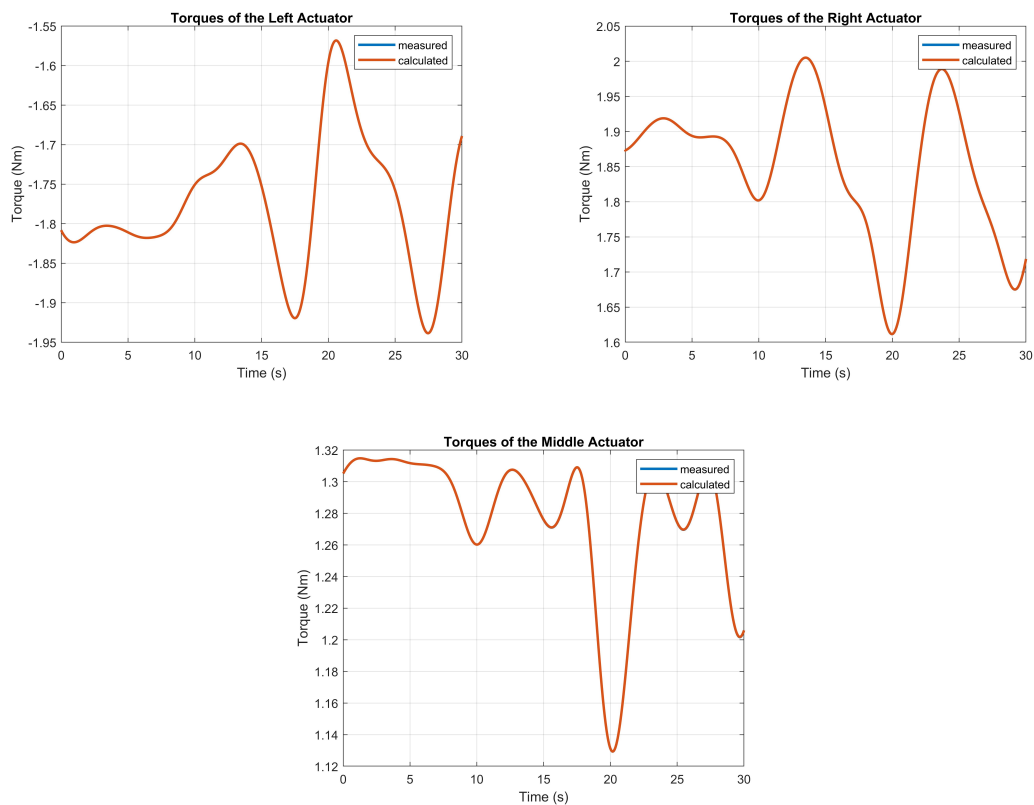 Torques of the Left Actuator
-1.55
-1.6
-1.65
-1.7
-1.75
-1.8
-1.85
-1.9
-1.95
Torque (Nm)
measured
calculated
0 5 10 15 20 25 30
Time (s)
Torques of the Right Actuator
2.05
2
1.95
1.9
1.85
1.8
1.75
1.7
1.65
1.6
Torque (Nm)
measured
calculated
0 5 10 15 20 25 30
Time (s)
Torques of the Middle Actuator
1.32
1.3
1.28
1.26
1.24
1.22
1.2
1.18
1.16
1.14
1.12
Torque (Nm)
measured
calculated
0 5 10 15 20 25 30
Time (s)